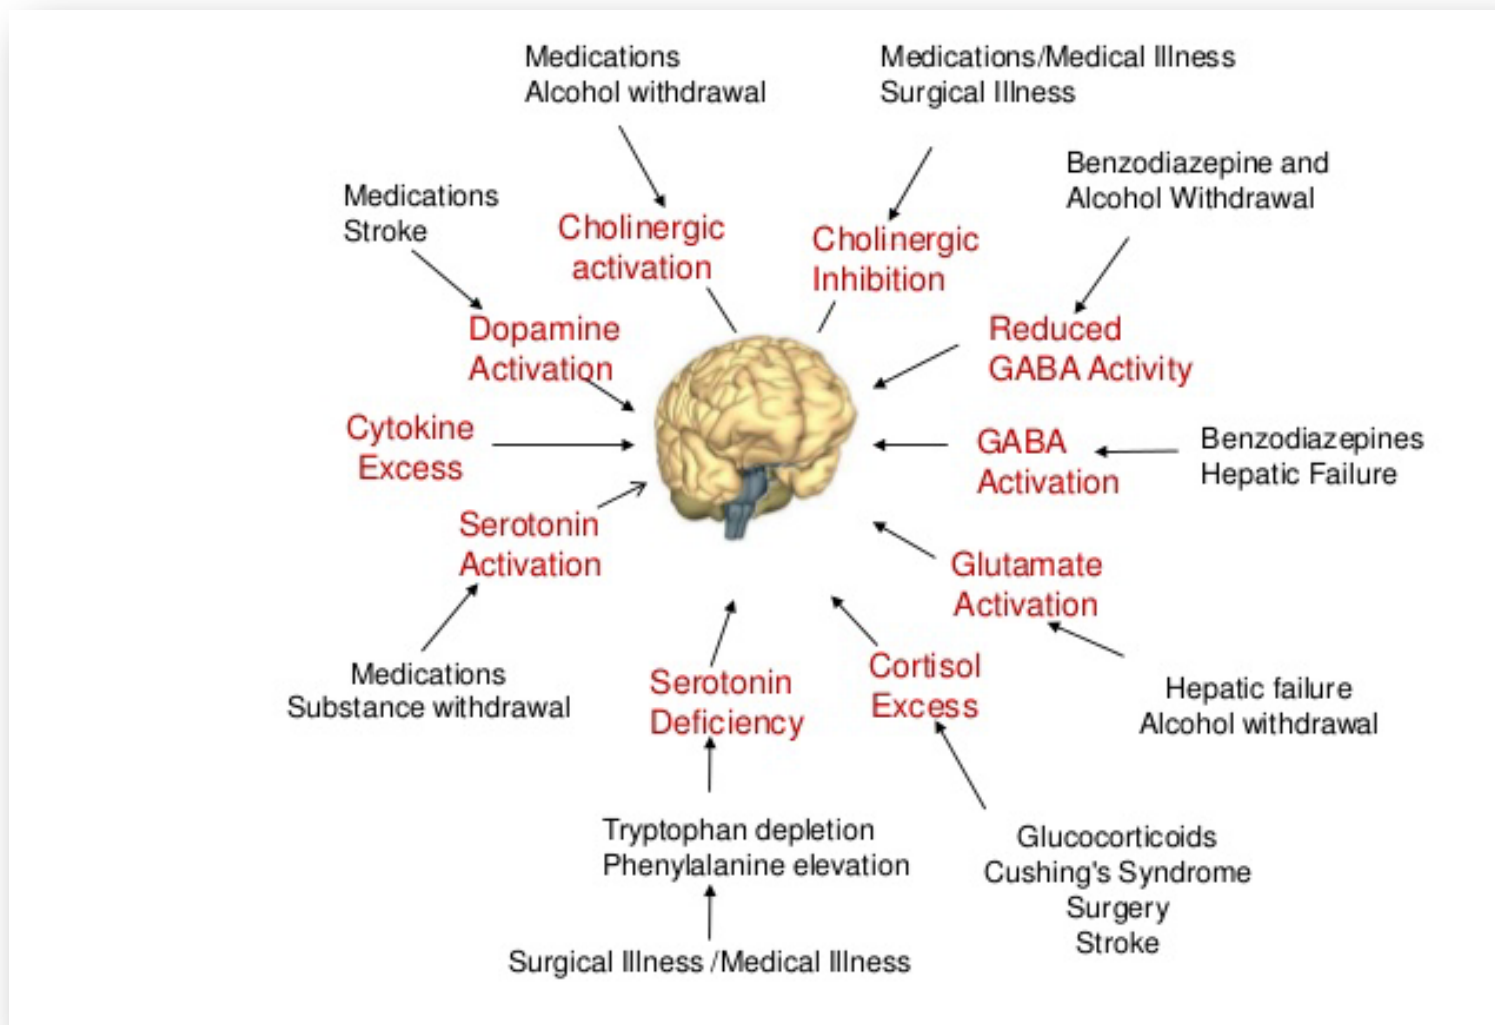 Medications
Alcohol withdrawal
Medications/Medical Illness
Surgical Illness
Benzodiazepine and
Alcohol Withdrawal
Medications
Stroke
Cholinergic
activation
Cholinergic
Inhibition
Dopamine
Activation
Reduced
GABA Activity
Cytokine
Excess
GABA
Activation
Benzodiazepines
Hepatic Failure
Serotonin
Activation
Glutamate
Activation
Medications
Substance withdrawal
Serotonin
Deficiency
Cortisol
Excess
Hepatic failure
Alcohol withdrawal
Tryptophan depletion
Phenylalanine elevation
Glucocorticoids
Cushing's Syndrome
Surgery
Stroke
Surgical Illness /Medical Illness